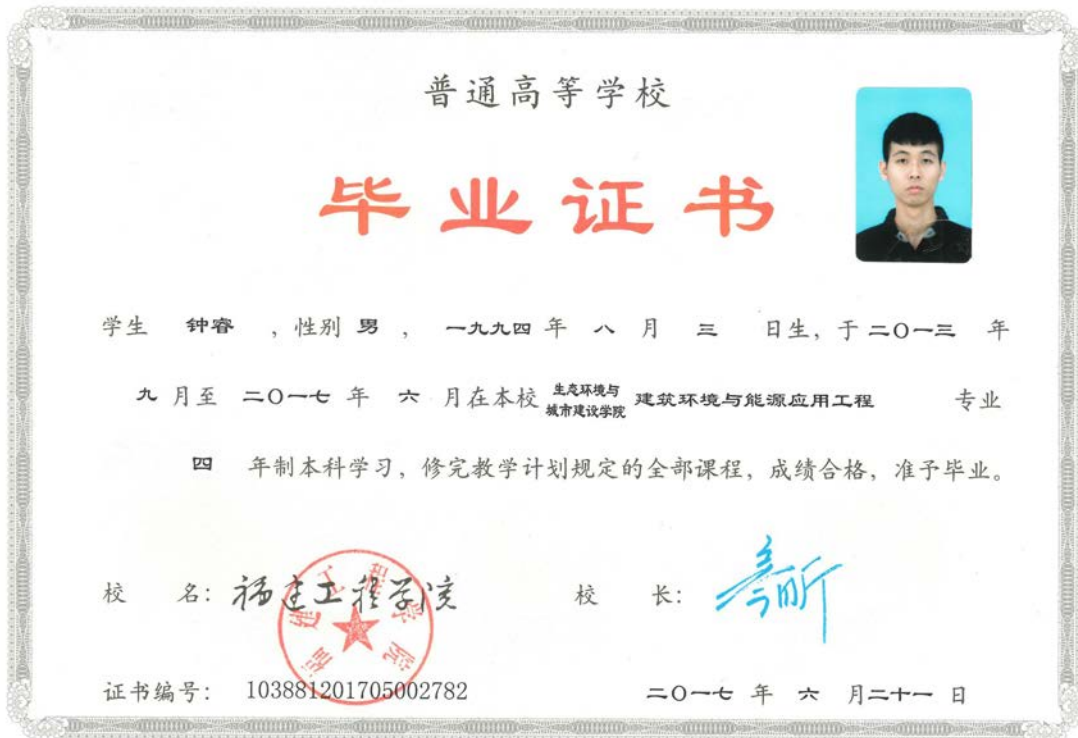 普通高等学校
毕业证书
学生 钟睿 ，性别 男 ， 一九九四 年 八 月 三 日生，于 二〇一三 年
九 月至 二〇一七 年 六 月在本校 生态环境与城市建设学院 建筑环境与能源应用工程 专业
四 年制本科学习，修完教学计划规定的全部课程，成绩合格，准予毕业。
校 名：福建工程学院 校 长：
福建工程学院
证书编号： 103881201705002782 二〇一七 年 六 月二十一 日